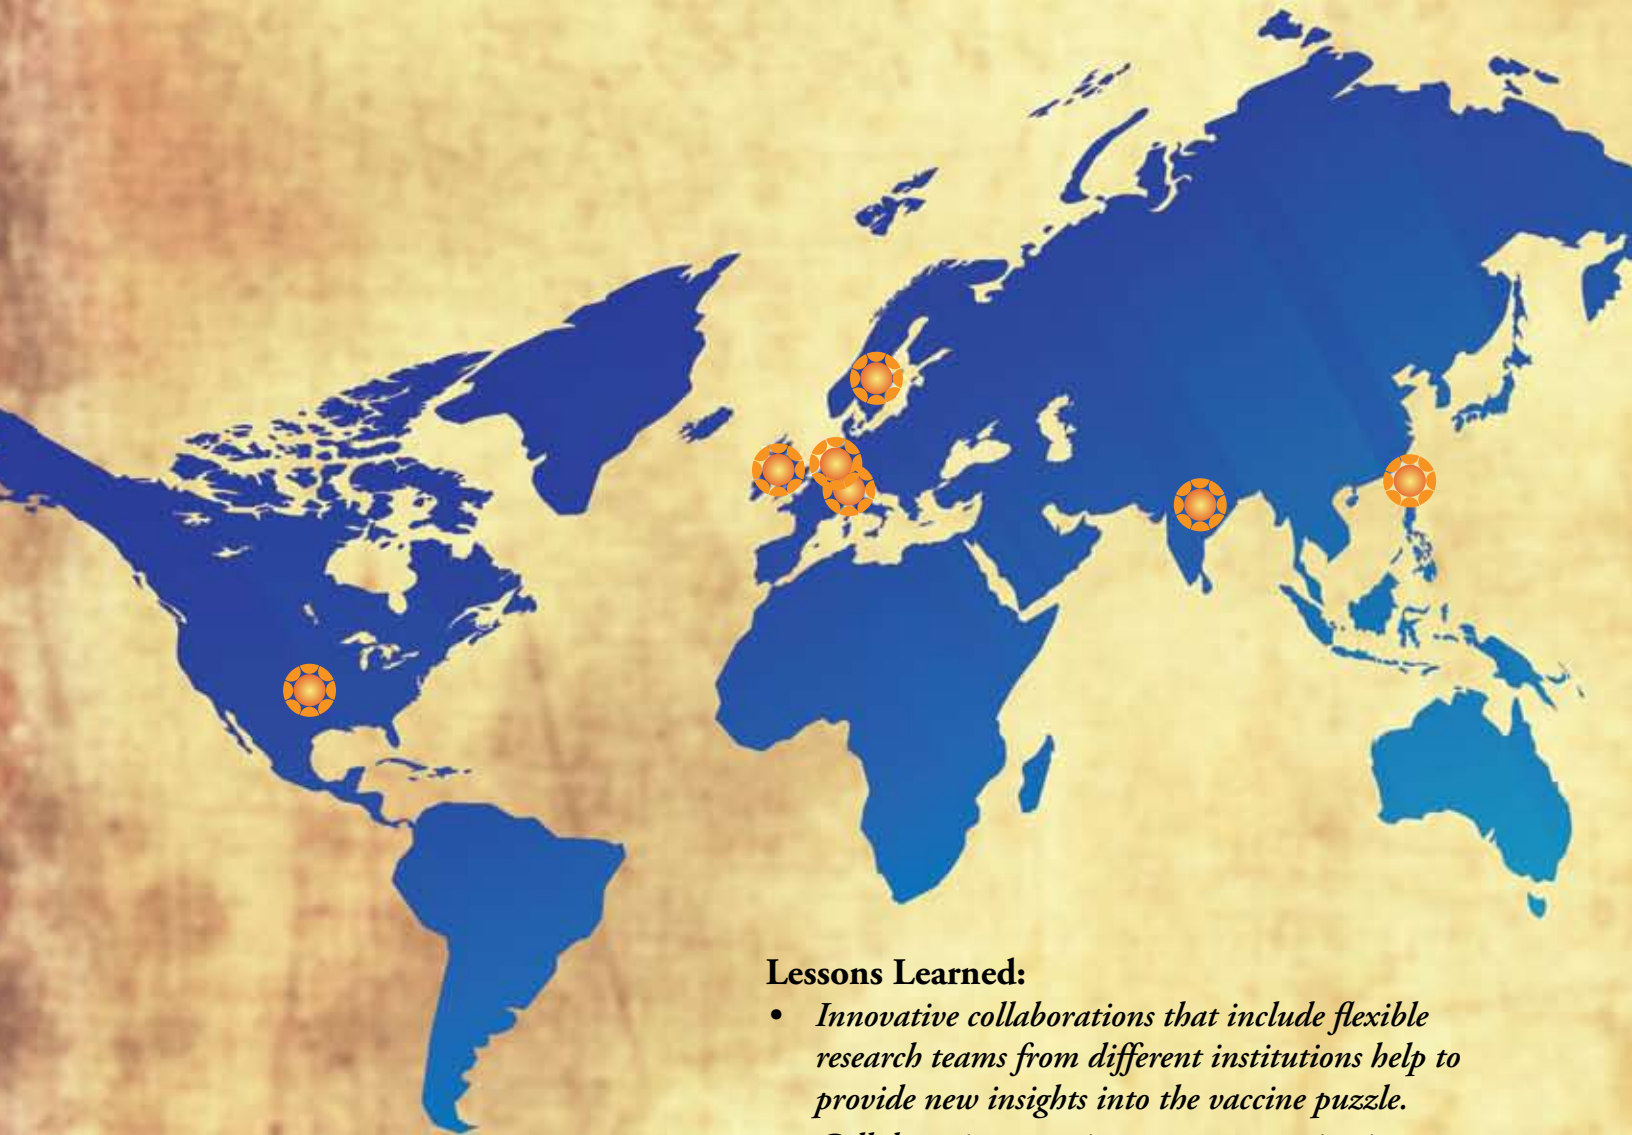 Lessons Learned:
• Innovative collaborations that include flexible
research teams from different institutions help to
provide new insights into the vaccine puzzle.